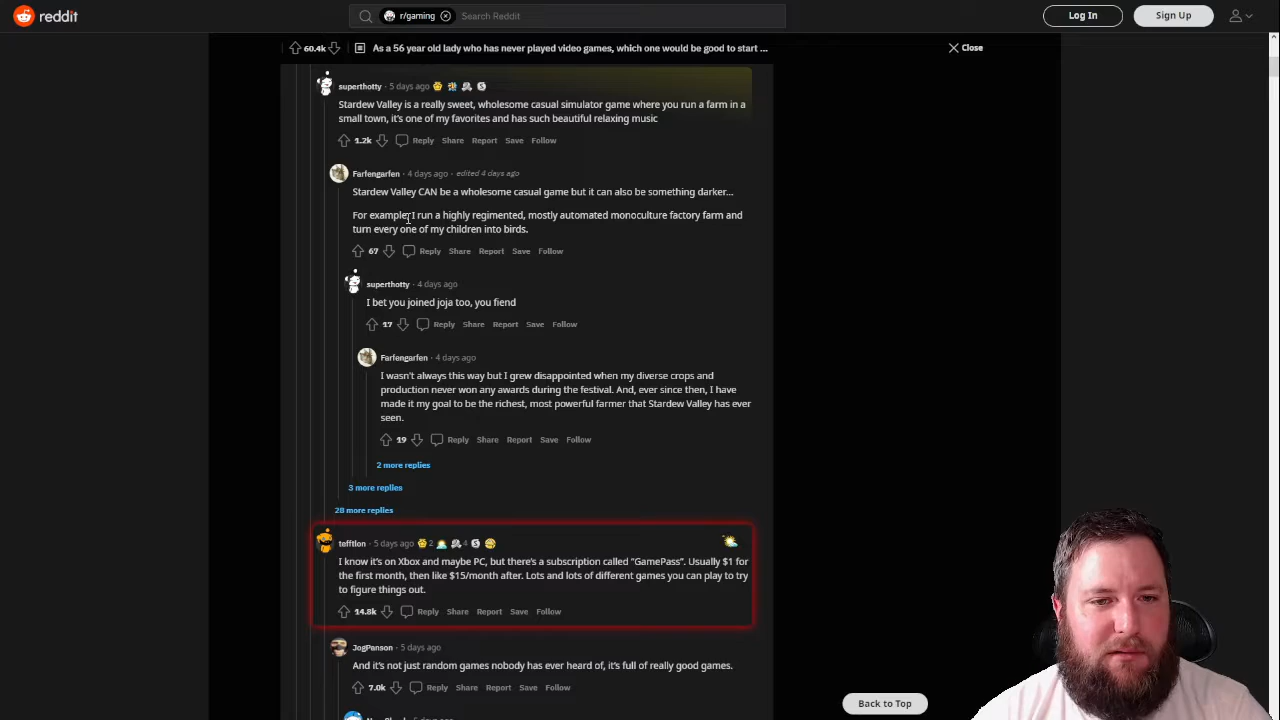 reddit
r/gaming
Search Reddit
Log In
Sign Up
60.4k
As a 56 year old lady who has never played video games, which one would be good to start ...
Close
superthotty · 5 days ago
Stardew Valley is a really sweet, wholesome casual simulator game where you run a farm in a
small town, it's one of my favorites and has such beautiful relaxing music
1.2k Reply Share Report Save Follow
Farfengarfen · 4 days ago · edited 4 days ago
Stardew Valley CAN be a wholesome casual game but it can also be something darker...
For example, I run a highly regimented, mostly automated monoculture factory farm and
turn every one of my children into birds.
67 Reply Share Report Save Follow
superthotty · 4 days ago
I bet you joined joja too, you fiend
17 Reply Share Report Save Follow
Farfengarfen · 4 days ago
I wasn't always this way but I grew disappointed when my diverse crops and
production never won any awards during the festival. And, ever since then, I have
made it my goal to be the richest, most powerful farmer that Stardew Valley has ever
seen.
19 Reply Share Report Save Follow
2 more replies
3 more replies
28 more replies
tefftlon · 5 days ago 2 4
I know it's on Xbox and maybe PC, but there's a subscription called "GamePass". Usually $1 for
the first month, then like $15/month after. Lots and lots of different games you can play to try
to figure things out.
14.8k Reply Share Report Save Follow
JogPanson · 5 days ago
And it's not just random games nobody has ever heard of, it's full of really good games.
7.0k Reply Share Report Save Follow
Back to Top